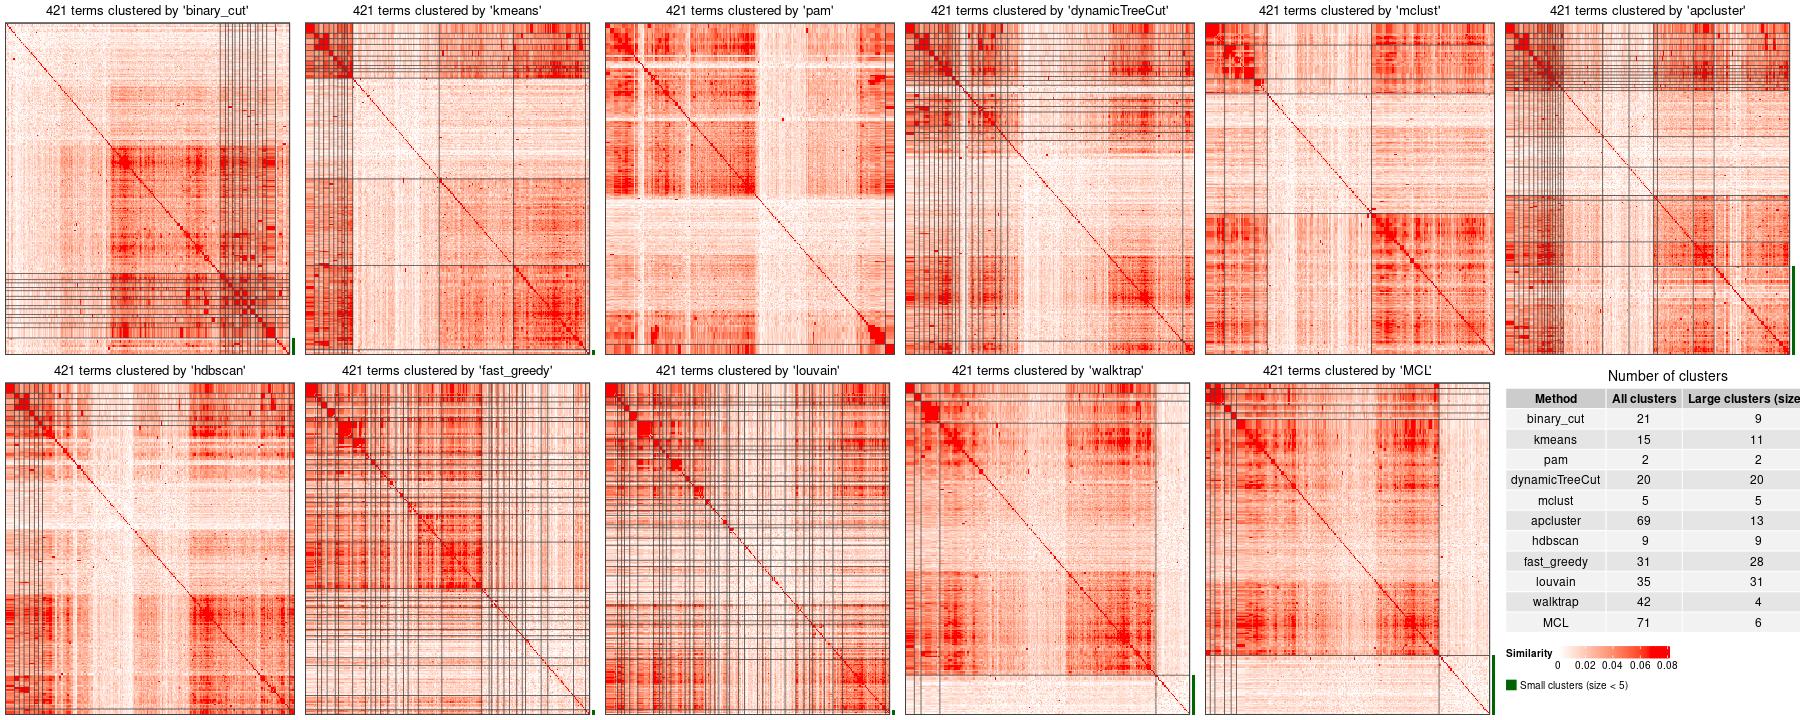 421 terms clustered by 'binary_cut'
421 terms clustered by 'kmeans'
421 terms clustered by 'pam'
421 terms clustered by 'dynamicTreeCut'
421 terms clustered by 'mclust'
421 terms clustered by 'apcluster'
421 terms clustered by 'hdbscan'
421 terms clustered by 'fast_greedy'
421 terms clustered by 'louvain'
421 terms clustered by 'walktrap'
421 terms clustered by 'MCL'
Number of clusters
Method All clusters Large clusters (size
binary_cut 21 9
kmeans 15 11
pam 2 2
dynamicTreeCut 20 20
mclust 5 5
apcluster 69 13
hdbscan 9 9
fast_greedy 31 28
louvain 35 31
walktrap 42 4
MCL 71 6
Similarity
0 0.02 0.04 0.06 0.08
Small clusters (size < 5)